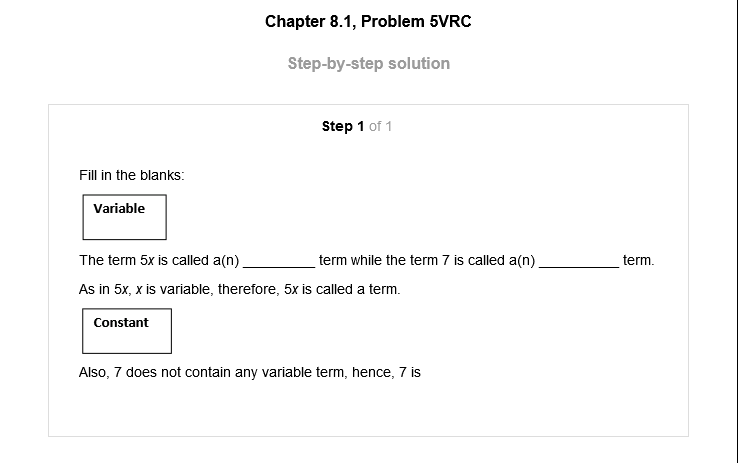 Chapter 8.1, Problem 5VRC
Step-by-step solution
Step 1 of 1
Fill in the blanks:
Variable
The term 5x is called a(n) _________ term while the term 7 is called a(n) __________ term.
As in 5x, x is variable, therefore, 5x is called a term.
Constant
Also, 7 does not contain any variable term, hence, 7 is